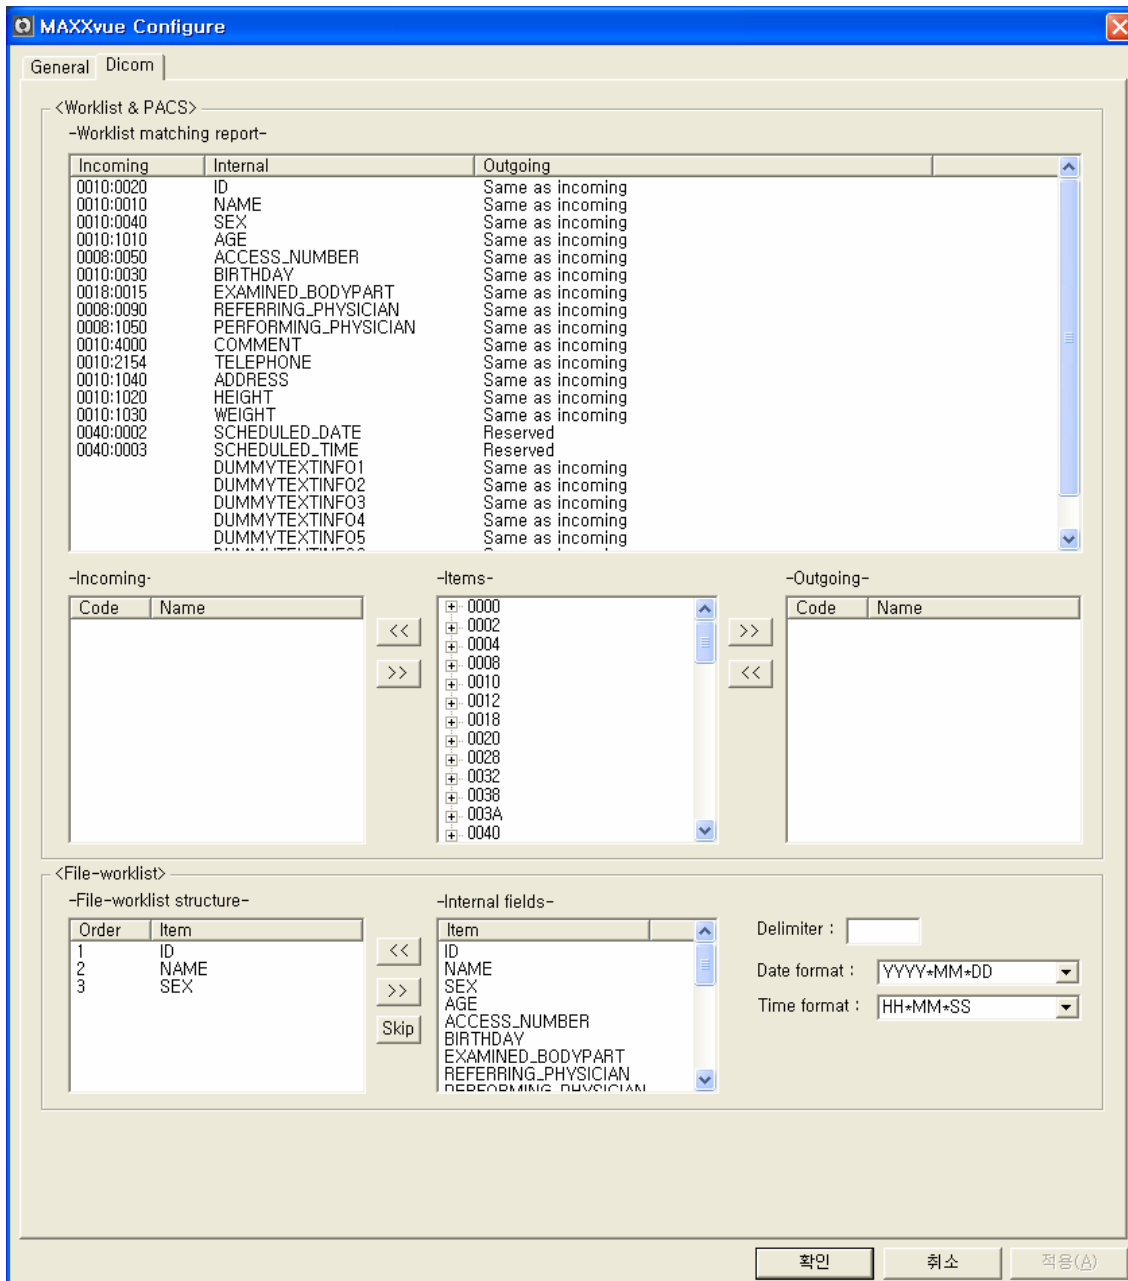 MAXXvue Configure
General Dicom
<Worklist & PACS>
-Worklist matching report-
Incoming Internal Outgoing
0010:0020 ID Same as incoming
0010:0010 NAME Same as incoming
0010:0040 SEX Same as incoming
0010:1010 AGE Same as incoming
0008:0050 ACCESS_NUMBER Same as incoming
0010:0030 BIRTHDAY Same as incoming
0018:0015 EXAMINED_BODYPART Same as incoming
0008:0090 REFERRING_PHYSICIAN Same as incoming
0008:1050 PERFORMING_PHYSICIAN Same as incoming
0010:4000 COMMENT Same as incoming
0010:2154 TELEPHONE Same as incoming
0010:1040 ADDRESS Same as incoming
0010:1020 HEIGHT Same as incoming
0010:1030 WEIGHT Same as incoming
0040:0002 SCHEDULED_DATE Reserved
0040:0003 SCHEDULED_TIME Reserved
DUMMYTEXTINFO1 Same as incoming
DUMMYTEXTINFO2 Same as incoming
DUMMYTEXTINFO3 Same as incoming
DUMMYTEXTINFO4 Same as incoming
DUMMYTEXTINFO5 Same as incoming
-Incoming- -Items- -Outgoing-
Code Name 0000 Code Name
0002
<< 0004 >>
0008
>> 0010 <<
0012
0018
0020
0028
0032
0038
003A
0040
<File-worklist>
-File-worklist structure- -Internal fields-
Order Item Item Delimiter :
1 ID << ID
2 NAME NAME Date format : YYYY*MM*DD
3 SEX >> SEX
AGE Time format : HH*MM*SS
Skip ACCESS_NUMBER
BIRTHDAY
EXAMINED_BODYPART
REFERRING_PHYSICIAN
PERFORMING_PHYSICIAN
확인 취소 적용(A)